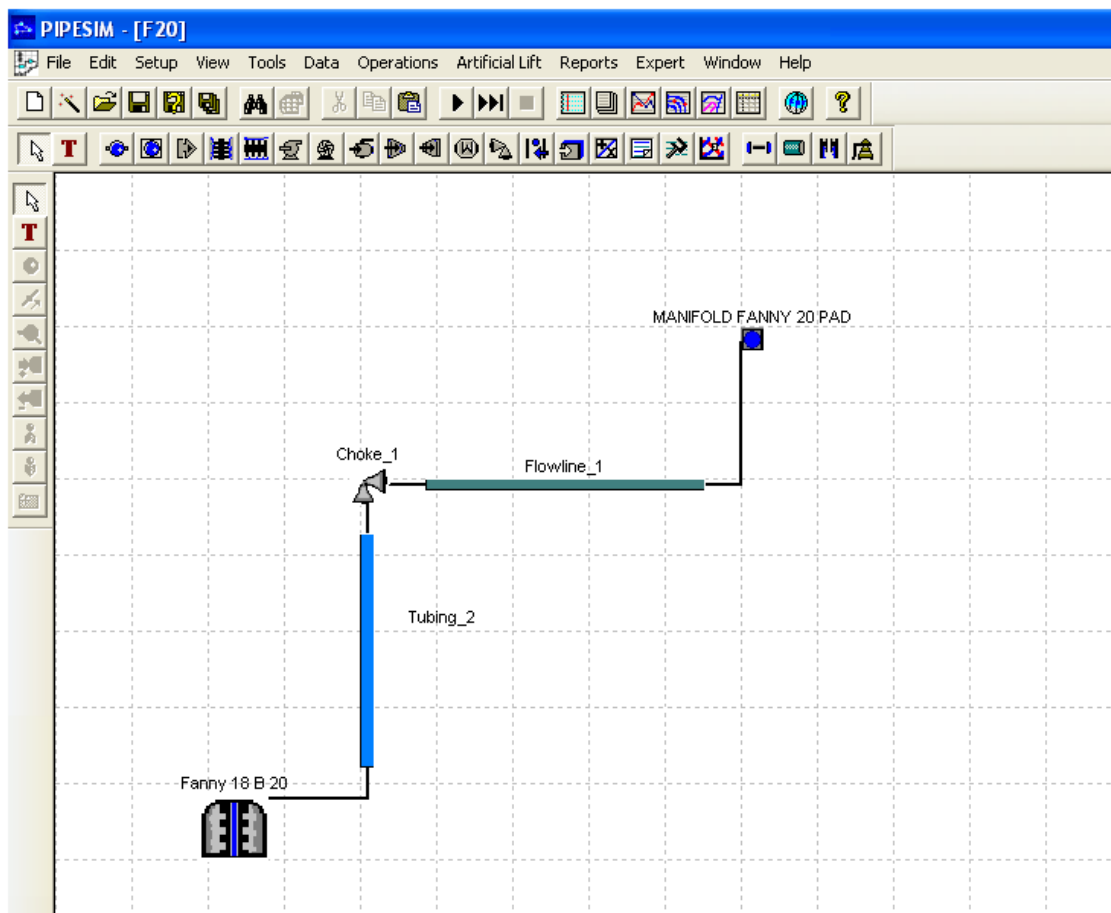 PIPESIM - [F20]
File Edit Setup View Tools Data Operations Artificial Lift Reports Expert Window Help
T
T
MANIFOLD FANNY 20 PAD
Choke_1
Flowline_1
Tubing_2
Fanny 18 B 20